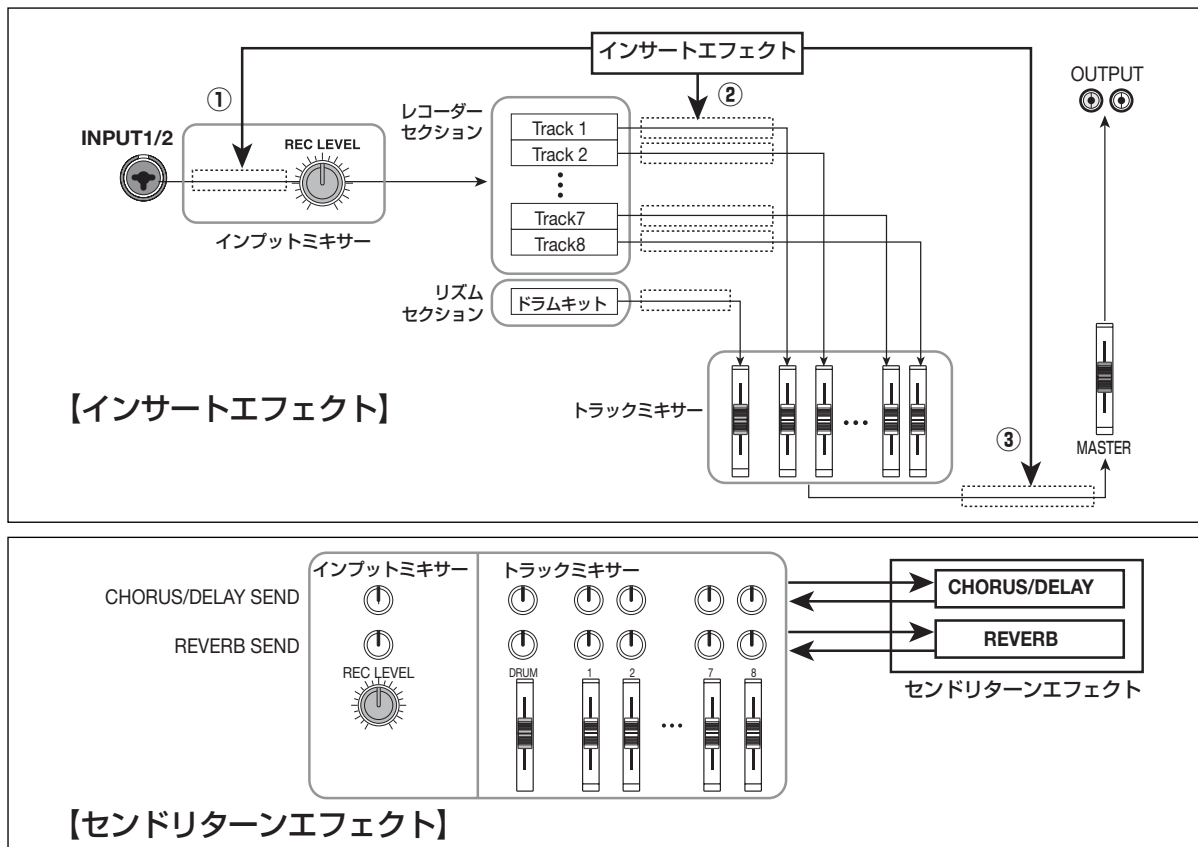 インサートエフェクト
OUTPUT
①
②
レコーダー
セクション
INPUT1/2
REC LEVEL
Track 1
Track 2
インプットミキサー
Track7
Track8
リズム
セクション
ドラムキット
【インサートエフェクト】
トラックミキサー
③
MASTER
インプットミキサー
トラックミキサー
CHORUS/DELAY SEND
CHORUS/DELAY
REVERB SEND
REVERB
REC LEVEL
DRUM 1 2 7 8
センドリターンエフェクト
【センドリターンエフェクト】